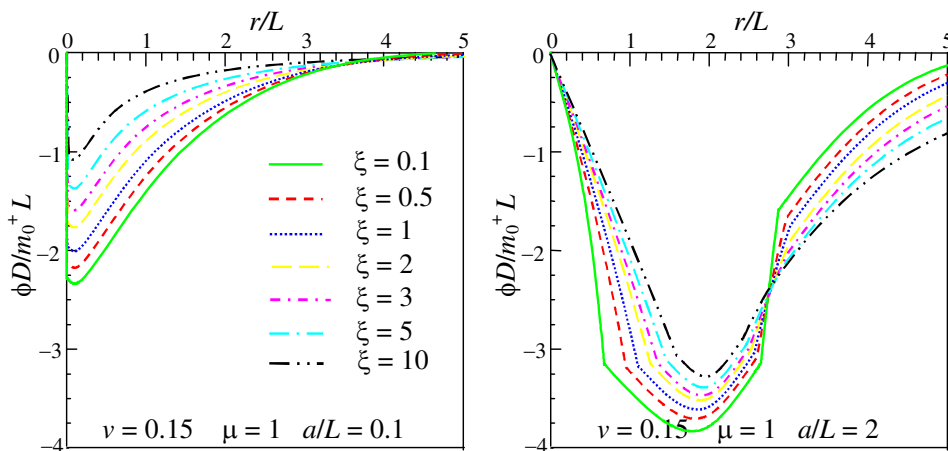 r/L
0 1 2 3 4 5
0
−1
−2
−3
−4
ϕD/m₀⁺ L
ξ = 0.1
ξ = 0.5
ξ = 1
ξ = 2
ξ = 3
ξ = 5
ξ = 10
ν = 0.15 μ = 1 a/L = 0.1
r/L
0 1 2 3 4 5
0
−1
−2
−3
−4
ϕD/m₀⁺ L
ν = 0.15 μ = 1 a/L = 2